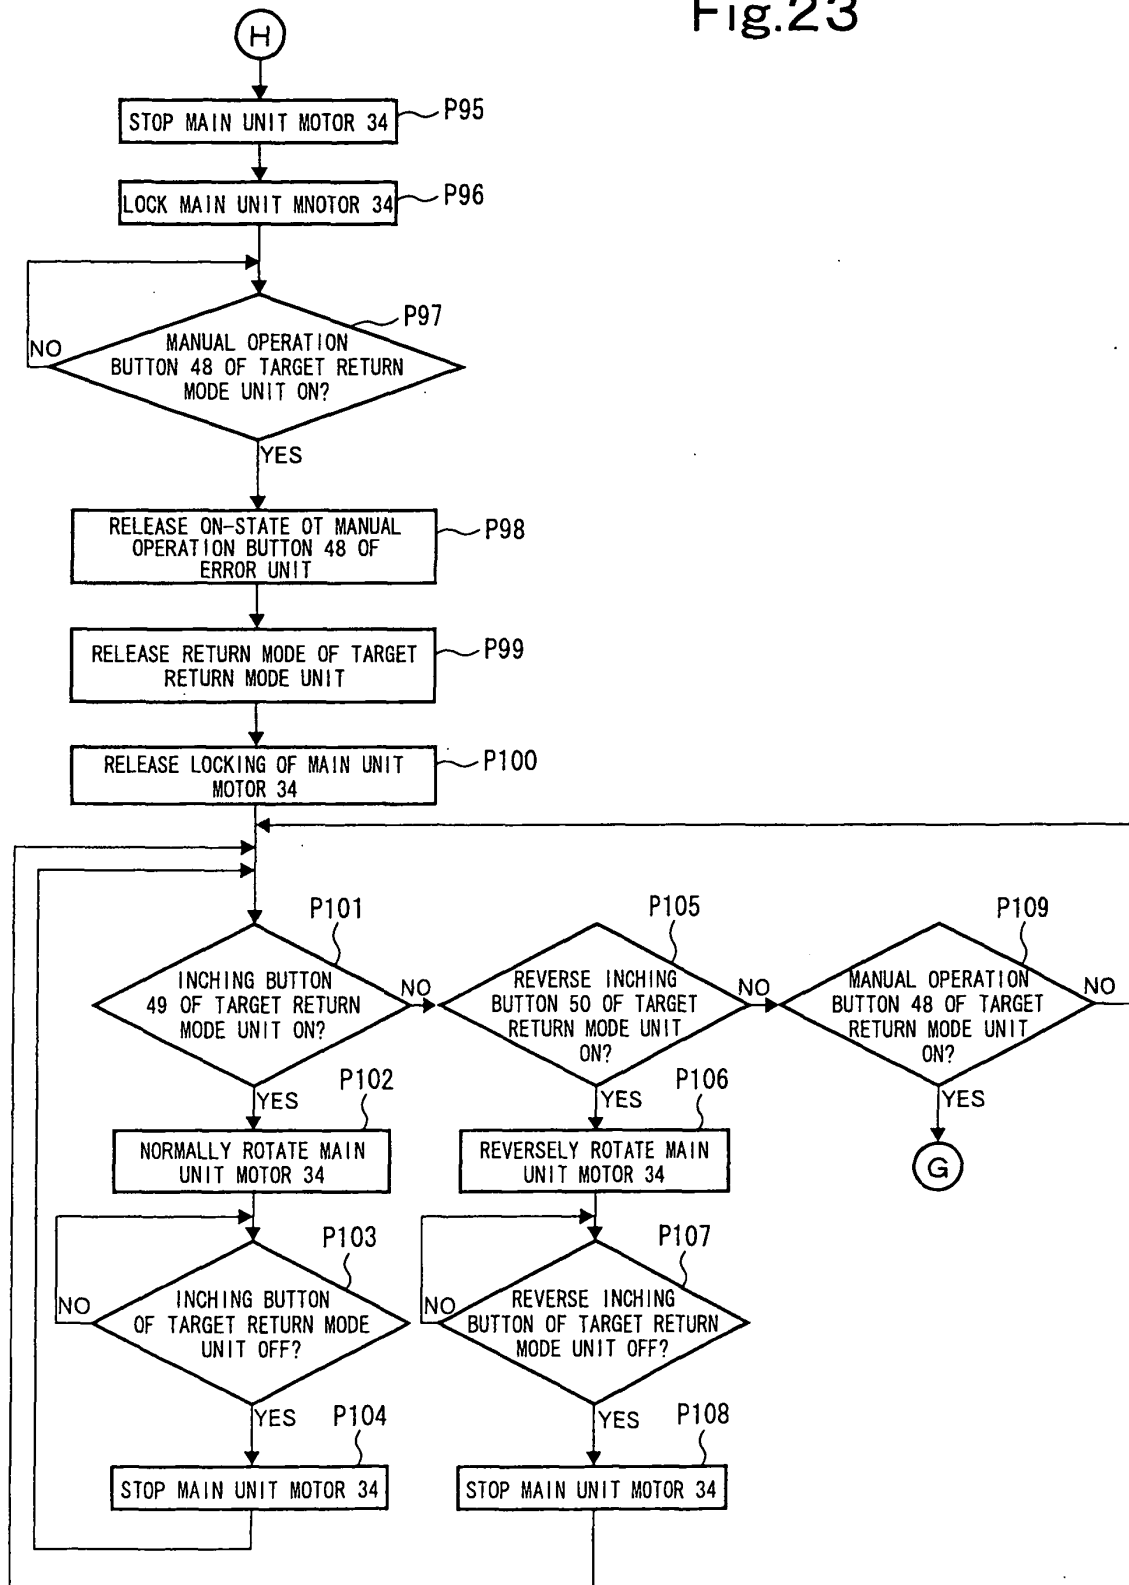 Fig.23
H
STOP MAIN UNIT MOTOR 34
P95
LOCK MAIN UNIT MNOTOR 34
P96
P97
MANUAL OPERATION
BUTTON 48 OF TARGET RETURN
MODE UNIT ON?
NO
YES
RELEASE ON-STATE OT MANUAL
OPERATION BUTTON 48 OF
ERROR UNIT
P98
RELEASE RETURN MODE OF TARGET
RETURN MODE UNIT
P99
RELEASE LOCKING OF MAIN UNIT
MOTOR 34
P100
P101
INCHING BUTTON
49 OF TARGET RETURN
MODE UNIT ON?
NO
YES
P105
REVERSE INCHING
BUTTON 50 OF TARGET
RETURN MODE UNIT
ON?
NO
YES
P109
MANUAL OPERATION
BUTTON 48 OF TARGET
RETURN MODE UNIT
ON?
NO
YES
G
P102
NORMALLY ROTATE MAIN
UNIT MOTOR 34
P106
REVERSELY ROTATE MAIN
UNIT MOTOR 34
P103
INCHING BUTTON
OF TARGET RETURN MODE
UNIT OFF?
NO
YES
P107
REVERSE INCHING
BUTTON OF TARGET RETURN
MODE UNIT OFF?
NO
YES
P104
STOP MAIN UNIT MOTOR 34
P108
STOP MAIN UNIT MOTOR 34